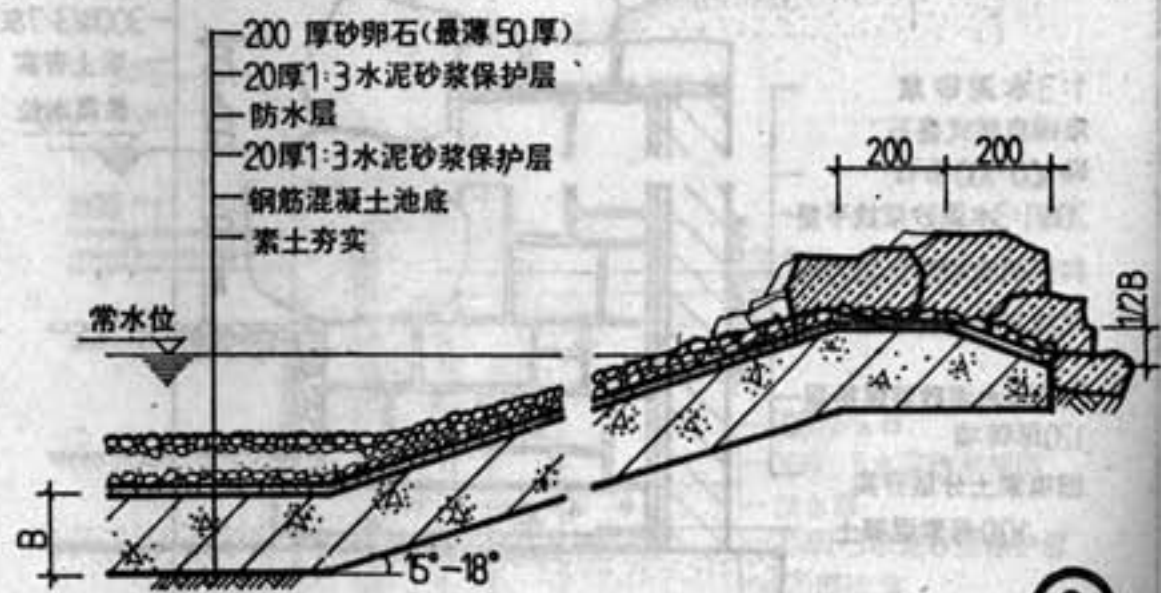 200 厚砂卵石(最薄50厚)
20厚1:3水泥砂浆保护层
防水层
20厚1:3水泥砂浆保护层
钢筋混凝土池底
素土夯实
200 200
常水位
1/2B
B
15°-18°